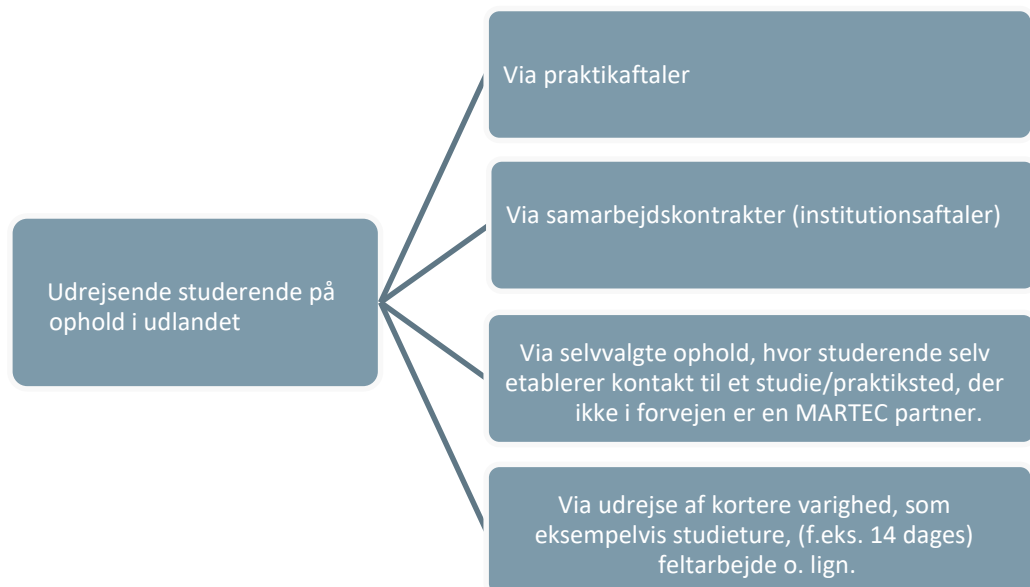 Udrejsende studerende på
ophold i udlandet
Via praktikaftaler
Via samarbejdskontrakter (institutionsaftaler)
Via selvvalgte ophold, hvor studerende selv
etablerer kontakt til et studie/praktiksted, der
ikke i forvejen er en MARTEC partner.
Via udrejse af kortere varighed, som
eksempelvis studieture, (f.eks. 14 dages)
feltarbejde o. lign.